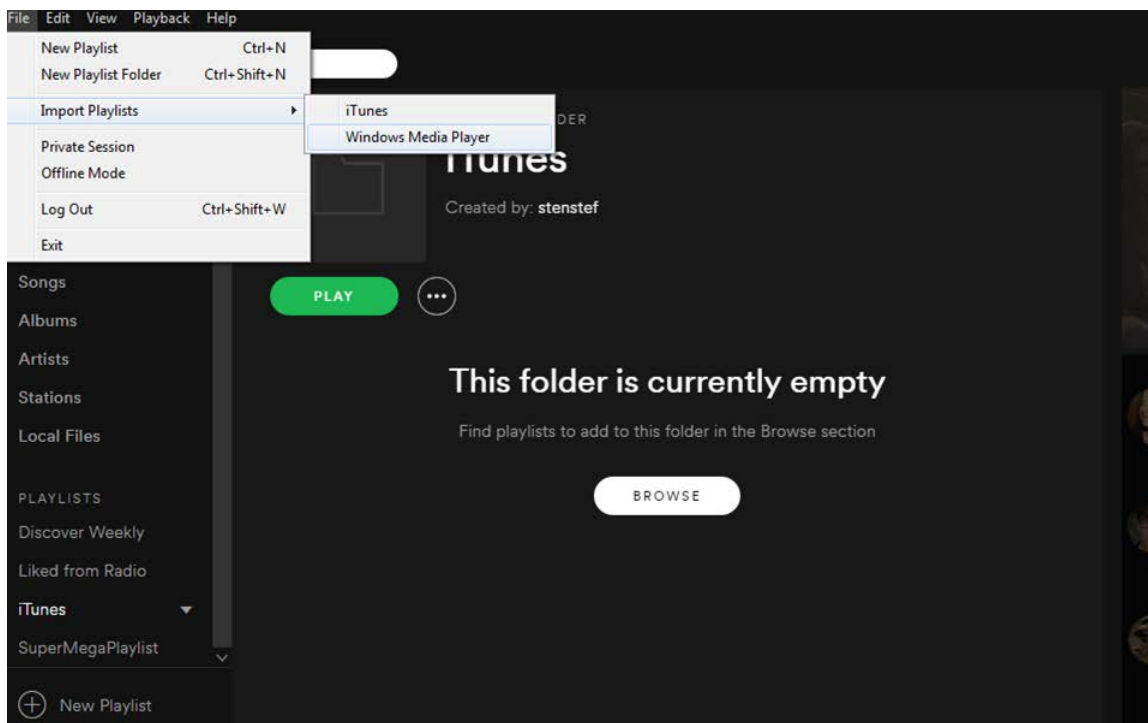 File Edit View Playback Help
New Playlist Ctrl+N
New Playlist Folder Ctrl+Shift+N
Import Playlists
iTunes
Windows Media Player
Private Session
Offline Mode
Log Out Ctrl+Shift+W
Exit
iTunes
Created by: stenstef
PLAY
Songs
Albums
Artists
Stations
Local Files
This folder is currently empty
Find playlists to add to this folder in the Browse section
BROWSE
PLAYLISTS
Discover Weekly
Liked from Radio
iTunes
SuperMegaPlaylist
New Playlist